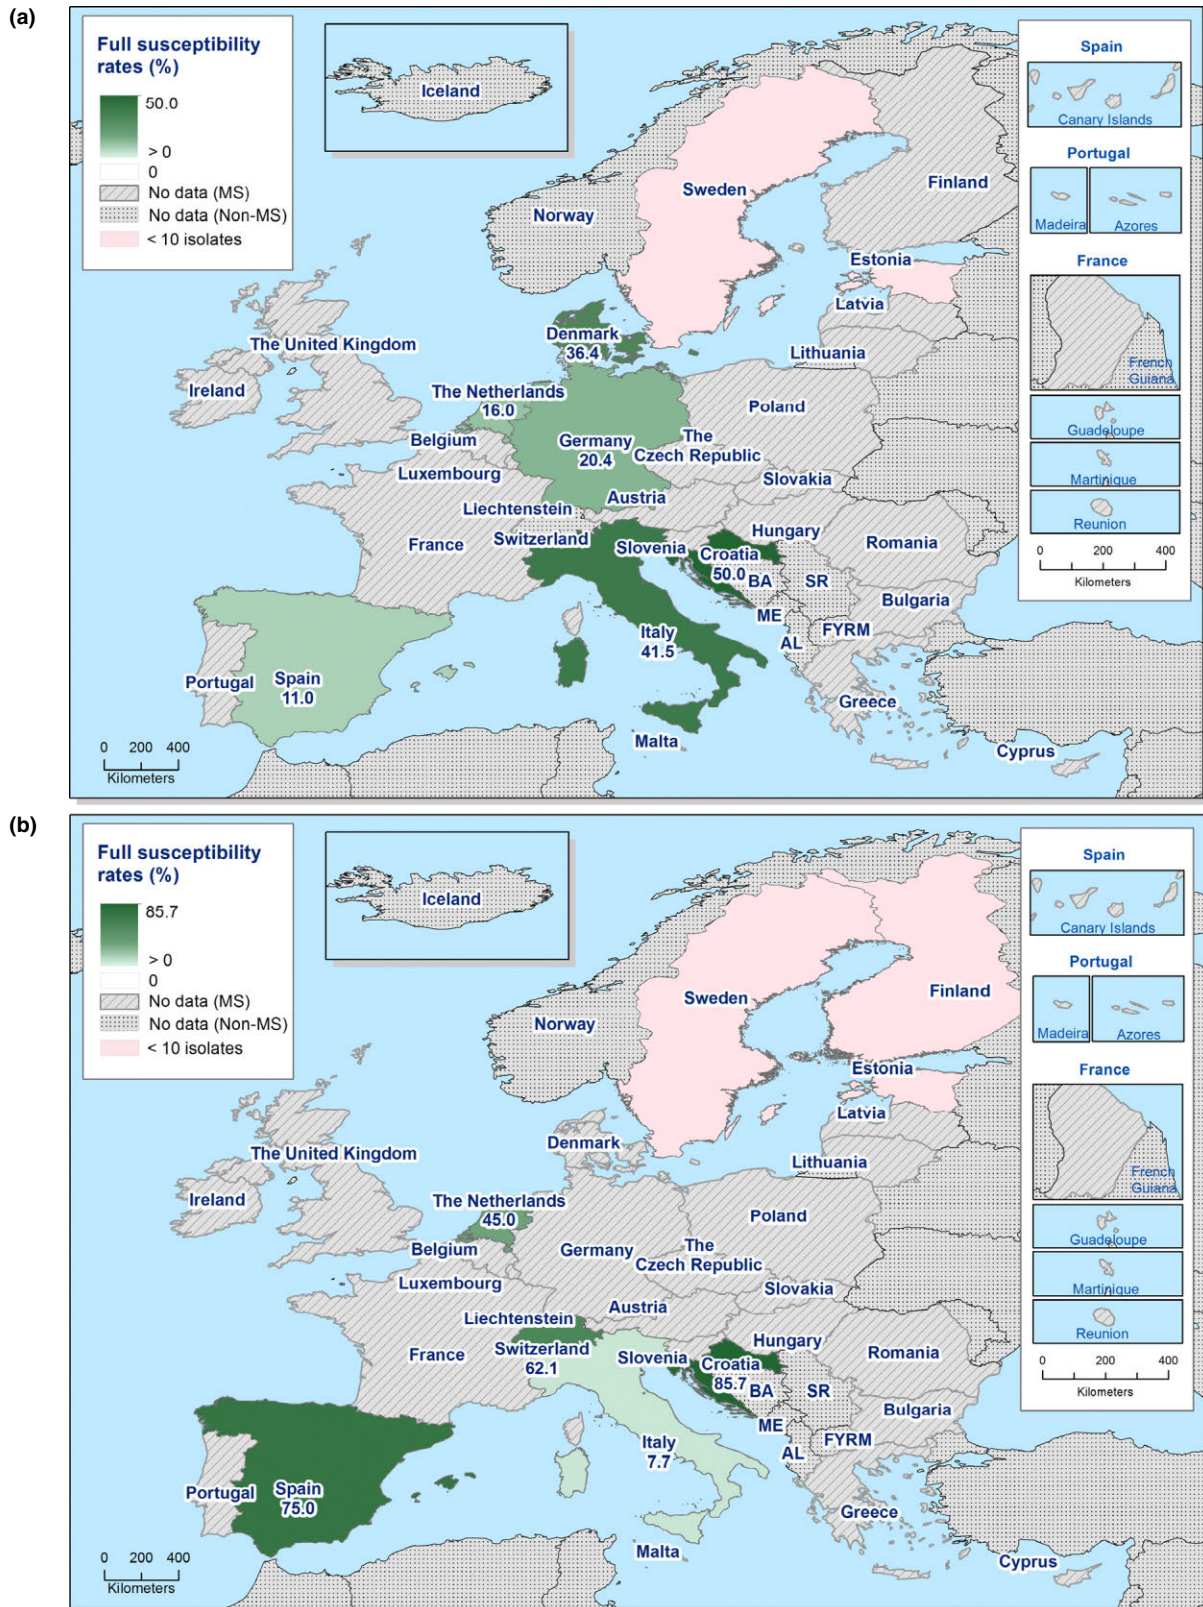 (a)
Full susceptibility
rates (%)
50.0
> 0
0
No data (MS)
No data (Non-MS)
< 10 isolates
Iceland
Norway
Sweden
Finland
Estonia
Latvia
Lithuania
Denmark
36.4
The United Kingdom
Ireland
The Netherlands
16.0
Belgium
Germany
20.4
Poland
The
Czech Republic
Luxembourg
Slovakia
Austria
Liechtenstein
Switzerland
France
Slovenia
Hungary
Croatia
50.0
Romania
BA
SR
Bulgaria
ME
FYRM
AL
Italy
41.5
Greece
Portugal
Spain
11.0
Malta
Cyprus
0 200 400
Kilometers
Spain
Canary Islands
Portugal
Madeira
Azores
France
French
Guiana
Guadeloupe
Martinique
Reunion
0 200 400
Kilometers
(b)
Full susceptibility
rates (%)
85.7
> 0
0
No data (MS)
No data (Non-MS)
< 10 isolates
Iceland
Norway
Sweden
Finland
Estonia
Latvia
Lithuania
Denmark
The United Kingdom
Ireland
The Netherlands
45.0
Belgium
Germany
Poland
The
Czech Republic
Luxembourg
Slovakia
Austria
Liechtenstein
Switzerland
62.1
France
Slovenia
Hungary
Croatia
85.7
Romania
BA
SR
Bulgaria
ME
FYRM
AL
Italy
7.7
Greece
Portugal
Spain
75.0
Malta
Cyprus
0 200 400
Kilometers
Spain
Canary Islands
Portugal
Madeira
Azores
France
French
Guiana
Guadeloupe
Martinique
Reunion
0 200 400
Kilometers